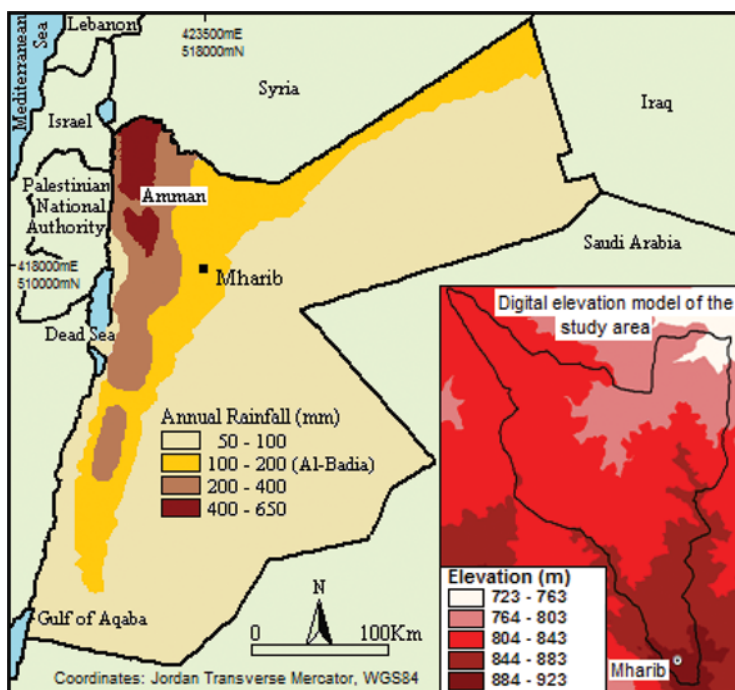 Mediterranean
Sea
Lebanon
423500mE
518000mN
Syria
Iraq
Israel
Palestinian
National
Authority
Amman
Saudi Arabia
418000mE
510000mN
Mharib
Dead Sea
Digital elevation model of the
study area
Annual Rainfall (mm)
50 - 100
100 - 200 (Al-Badia)
200 - 400
400 - 650
Elevation (m)
723 - 763
764 - 803
804 - 843
844 - 883
884 - 923
Mharib
Gulf of Aqaba
N
0
100Km
Coordinates: Jordan Transverse Mercator, WGS84